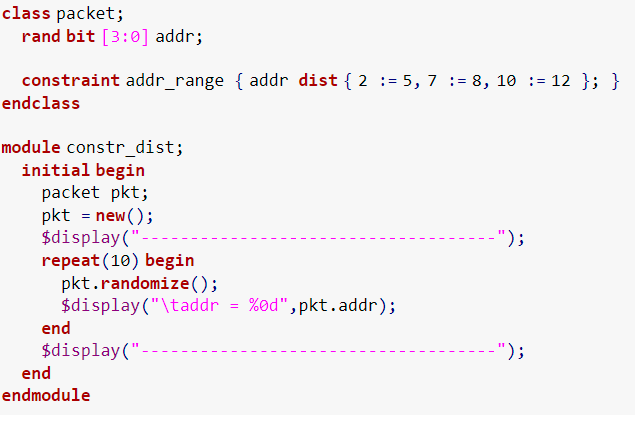 class packet;
  rand bit [3:0] addr;

  constraint addr_range { addr dist { 2 := 5, 7 := 8, 10 := 12 }; }
endclass

module constr_dist;
  initial begin
    packet pkt;
    pkt = new();
    $display("------------------------------------");
    repeat(10) begin
      pkt.randomize();
      $display("\taddr = %0d",pkt.addr);
    end
    $display("------------------------------------");
  end
endmodule